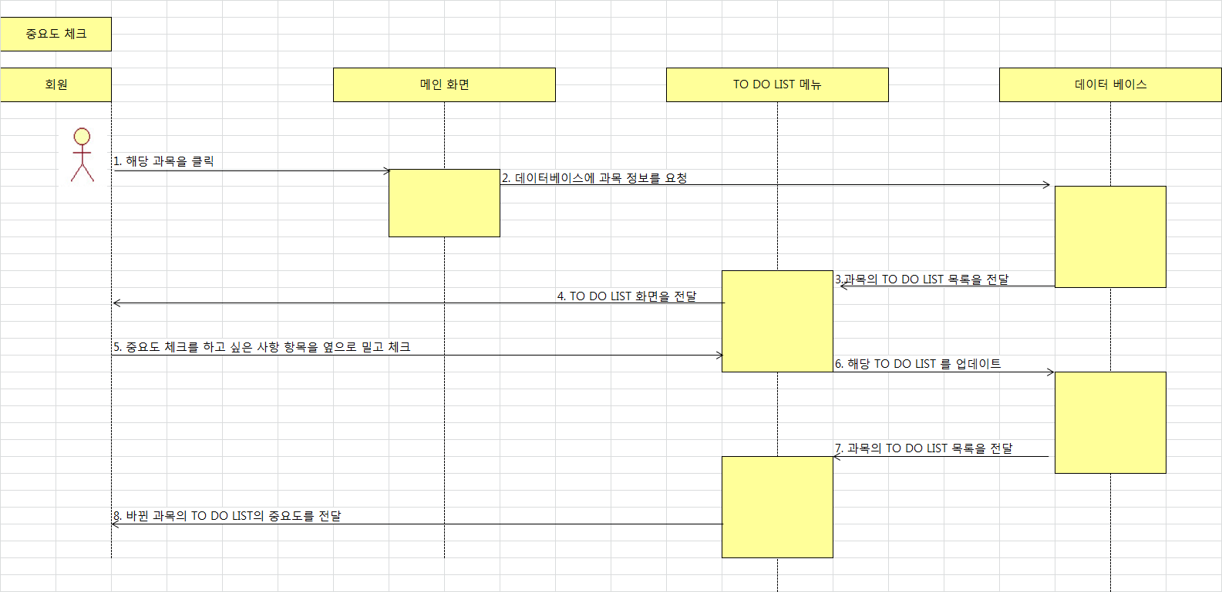 중요도 체크
회원
메인 화면
TO DO LIST 메뉴
데이터 베이스
1. 해당 과목을 클릭
2. 데이터베이스에 과목 정보를 요청
3.과목의 TO DO LIST 목록을 전달
4. TO DO LIST 화면을 전달
5. 중요도 체크를 하고 싶은 사항 항목을 옆으로 밀고 체크
6. 해당 TO DO LIST 를 업데이트
7. 과목의 TO DO LIST 목록을 전달
8. 바뀐 과목의 TO DO LIST의 중요도를 전달